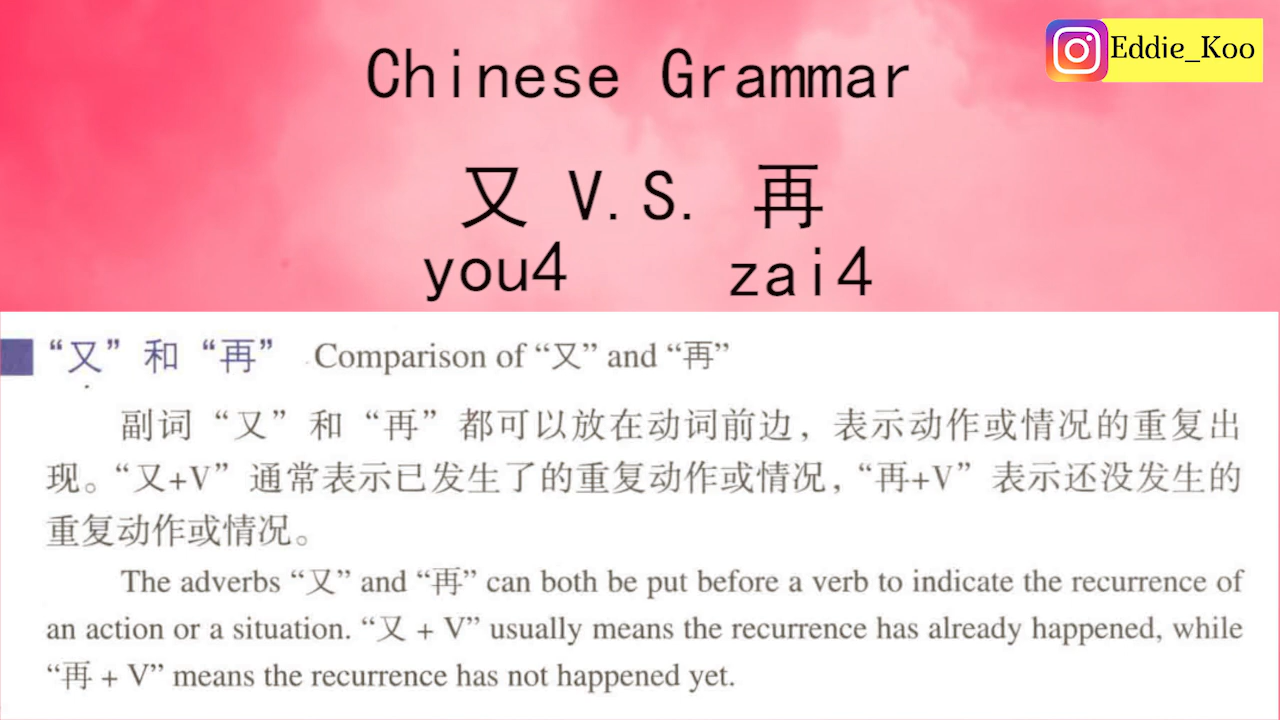 Eddie_Koo
Chinese Grammar
又 V.S. 再
you4 zai4
“又” 和 “再” Comparison of “又” and “再”
副词 “又” 和 “再” 都可以放在动词前边，表示动作或情况的重复出
现。“又+V” 通常表示已发生了的重复动作或情况，“再+V” 表示还没发生的
重复动作或情况。
The adverbs “又” and “再” can both be put before a verb to indicate the recurrence of
an action or a situation. “又 + V” usually means the recurrence has already happened, while
“再 + V” means the recurrence has not happened yet.